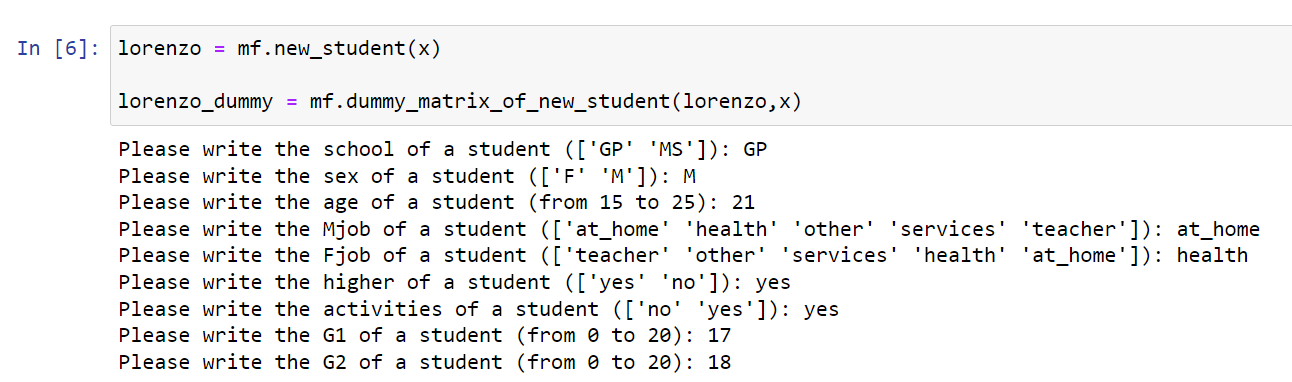 In [6]: lorenzo = mf.new_student(x)
lorenzo_dummy = mf.dummy_matrix_of_new_student(lorenzo,x)
Please write the school of a student (['GP' 'MS']): GP
Please write the sex of a student (['F' 'M']): M
Please write the age of a student (from 15 to 25): 21
Please write the Mjob of a student (['at_home' 'health' 'other' 'services' 'teacher']): at_home
Please write the Fjob of a student (['teacher' 'other' 'services' 'health' 'at_home']): health
Please write the higher of a student (['yes' 'no']): yes
Please write the activities of a student (['no' 'yes']): yes
Please write the G1 of a student (from 0 to 20): 17
Please write the G2 of a student (from 0 to 20): 18